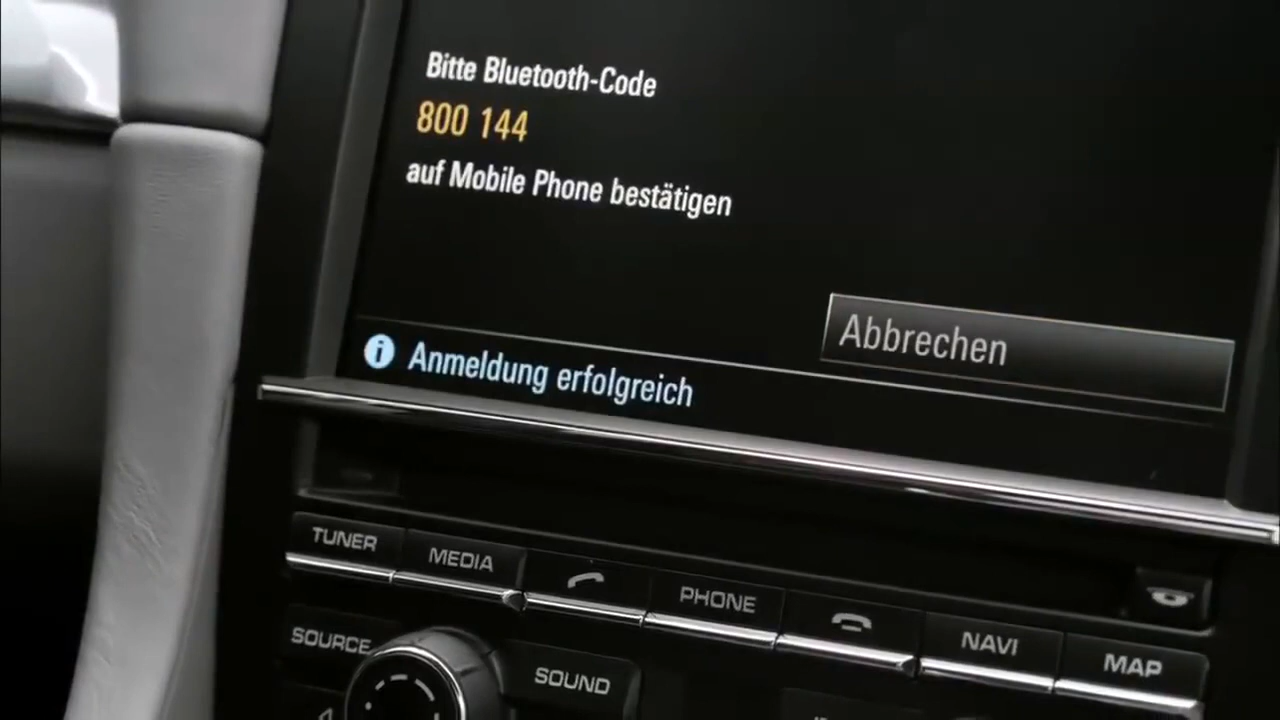 Bitte Bluetooth-Code
800 144
auf Mobile Phone bestätigen
Abbrechen
Anmeldung erfolgreich
TUNER
MEDIA
PHONE
NAVI
MAP
SOURCE
SOUND